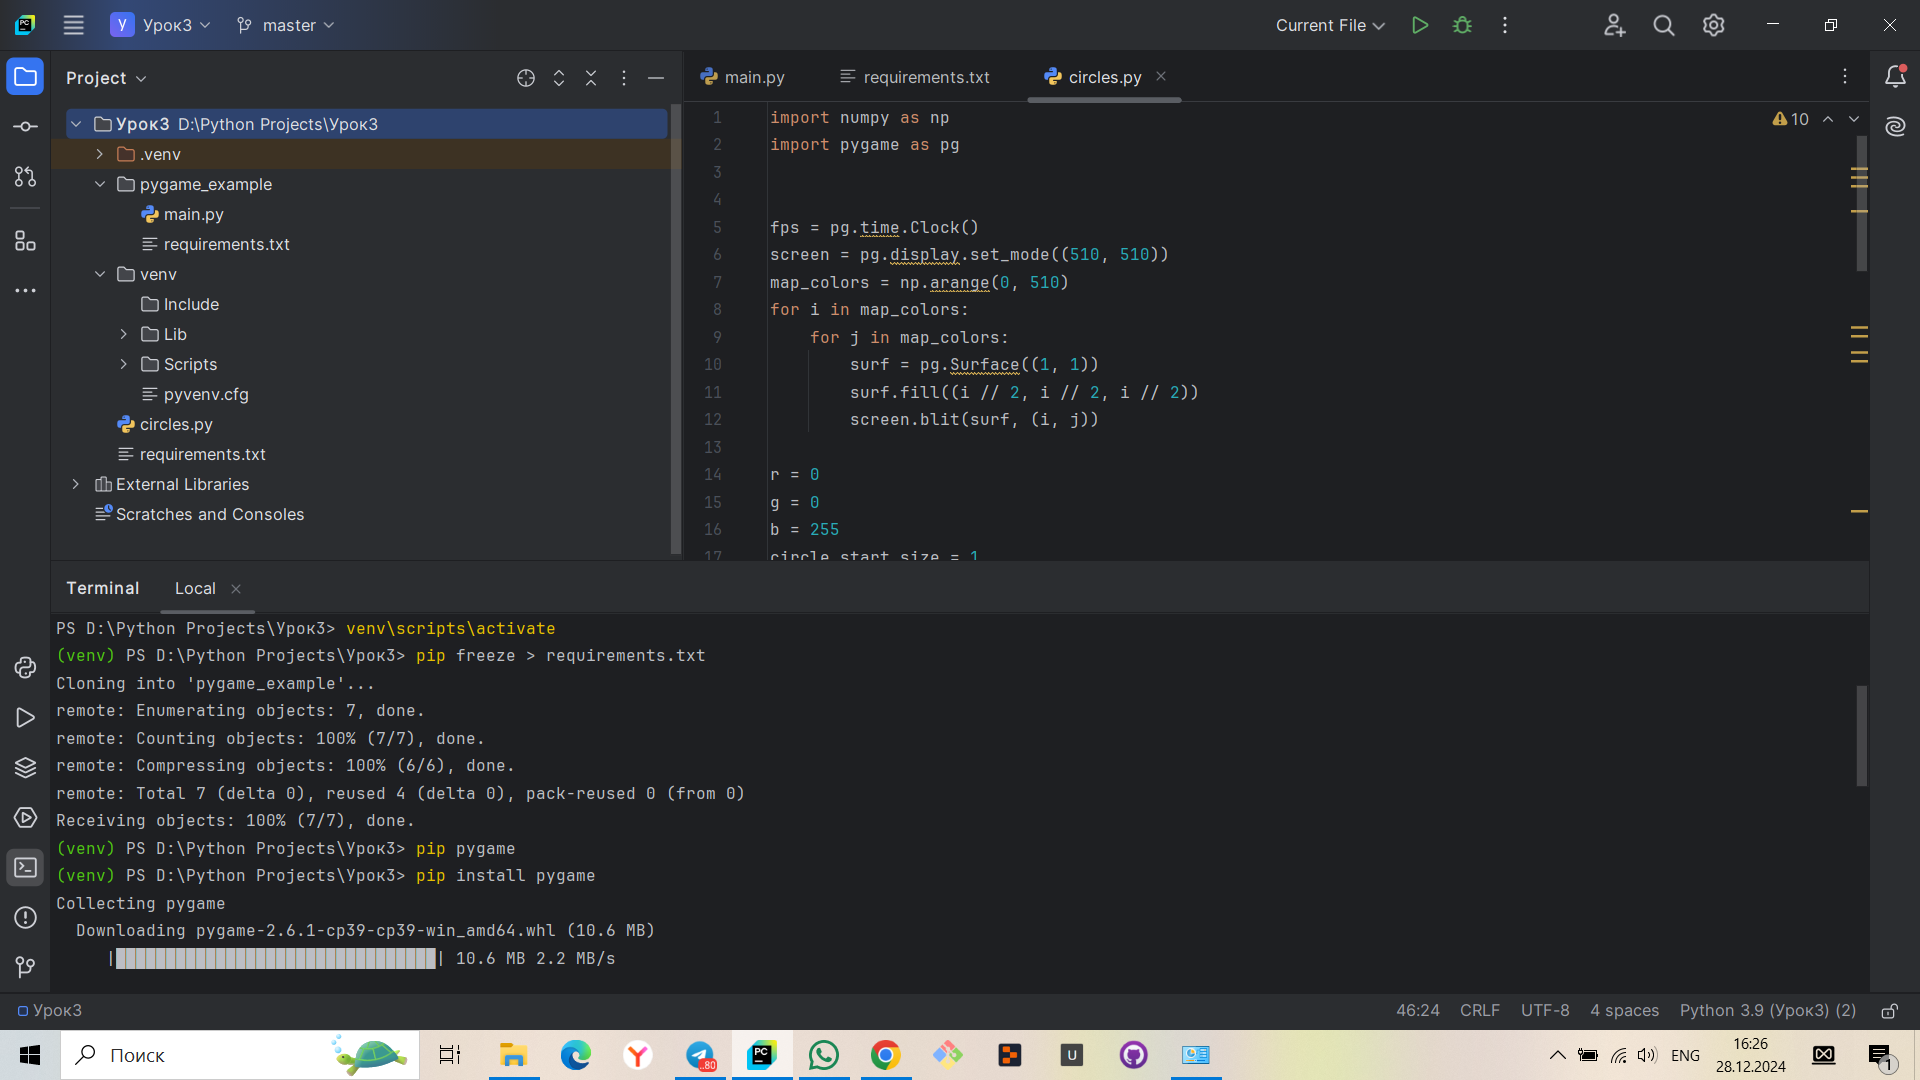 У Урок3 master Current File
Project
Урок3 D:\Python Projects\Урок3
.venv
pygame_example
main.py
requirements.txt
venv
Include
Lib
Scripts
pyvenv.cfg
circles.py
requirements.txt
External Libraries
Scratches and Consoles
main.py requirements.txt circles.py
10
1 import numpy as np
2 import pygame as pg
3
4
5 fps = pg.time.Clock()
6 screen = pg.display.set_mode((510, 510))
7 map_colors = np.arange(0, 510)
8 for i in map_colors:
9 for j in map_colors:
10 surf = pg.Surface((1, 1))
11 surf.fill((i // 2, i // 2, i // 2))
12 screen.blit(surf, (i, j))
13
14 r = 0
15 g = 0
16 b = 255
17 circle_start_size = 1
Terminal Local
PS D:\Python Projects\Урок3> venv\scripts\activate
(venv) PS D:\Python Projects\Урок3> pip freeze > requirements.txt
Cloning into 'pygame_example'...
remote: Enumerating objects: 7, done.
remote: Counting objects: 100% (7/7), done.
remote: Compressing objects: 100% (6/6), done.
remote: Total 7 (delta 0), reused 4 (delta 0), pack-reused 0 (from 0)
Receiving objects: 100% (7/7), done.
(venv) PS D:\Python Projects\Урок3> pip pygame
(venv) PS D:\Python Projects\Урок3> pip install pygame
Collecting pygame
Downloading pygame-2.6.1-cp39-cp39-win_amd64.whl (10.6 MB)
|████████████████████████████████| 10.6 MB 2.2 MB/s
Урок3 46:24 CRLF UTF-8 4 spaces Python 3.9 (Урок3) (2)
Поиск
PC
80
U
ENG
16:26
28.12.2024
1